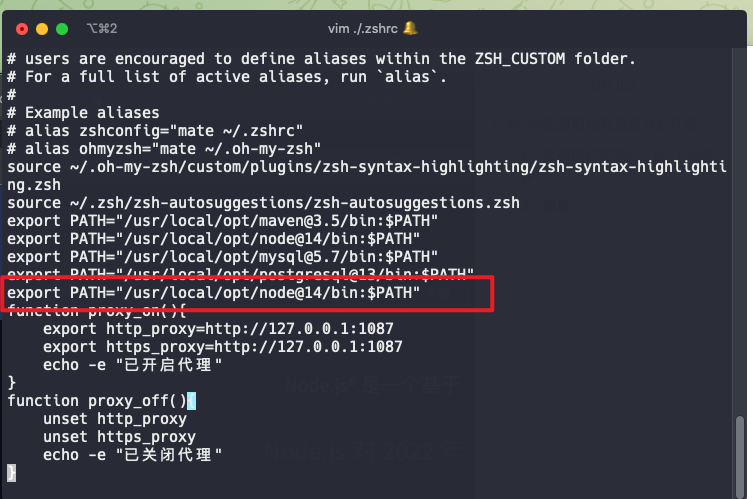 ⌥⌘2
vim ./.zshrc 🔔
# users are encouraged to define aliases within the ZSH_CUSTOM folder.
# For a full list of active aliases, run `alias`.
#
# Example aliases
# alias zshconfig="mate ~/.zshrc"
# alias ohmyzsh="mate ~/.oh-my-zsh"
source ~/.oh-my-zsh/custom/plugins/zsh-syntax-highlighting/zsh-syntax-highlighti
ng.zsh
source ~/.zsh/zsh-autosuggestions/zsh-autosuggestions.zsh
export PATH="/usr/local/opt/maven@3.5/bin:$PATH"
export PATH="/usr/local/opt/node@14/bin:$PATH"
export PATH="/usr/local/opt/mysql@5.7/bin:$PATH"
export PATH="/usr/local/opt/postgresql@13/bin:$PATH"
export PATH="/usr/local/opt/node@14/bin:$PATH"
function proxy_on(){
    export http_proxy=http://127.0.0.1:1087
    export https_proxy=http://127.0.0.1:1087
    echo -e "已开启代理"
}
function proxy_off(){
    unset http_proxy
    unset https_proxy
    echo -e "已关闭代理"
}